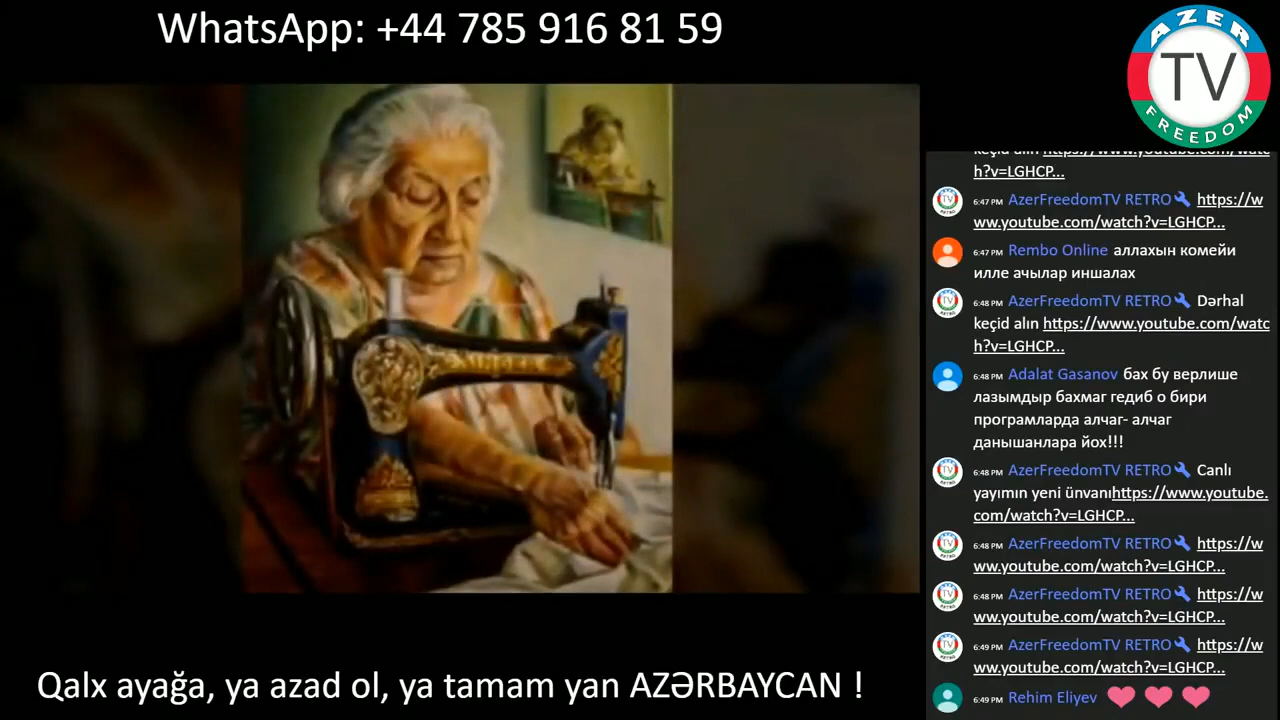 WhatsApp: +44 785 916 81 59
AZER
TV
FREEDOM
keçid alın https://www.youtube.com/watc
h?v=LGHCP...
6:47 PM AzerFreedomTV RETRO https://w
ww.youtube.com/watch?v=LGHCP...
6:47 PM Rembo Online аллахын комейи
илле ачылар иншалах
6:48 PM AzerFreedomTV RETRO Dərhal
keçid alın https://www.youtube.com/watc
h?v=LGHCP...
6:48 PM Adalat Gasanov бах бу верлише
лазымдыр бахмаг гедиб о бири
програмларда алчаг- алчаг
данышанлара йох!!!
6:48 PM AzerFreedomTV RETRO Canlı
yayımın yeni ünvanıhttps://www.youtube.
com/watch?v=LGHCP...
6:48 PM AzerFreedomTV RETRO https://w
ww.youtube.com/watch?v=LGHCP...
6:48 PM AzerFreedomTV RETRO https://w
ww.youtube.com/watch?v=LGHCP...
6:49 PM AzerFreedomTV RETRO https://w
ww.youtube.com/watch?v=LGHCP...
6:49 PM Rehim Eliyev
Qalx ayağa, ya azad ol, ya tamam yan AZƏRBAYCAN !